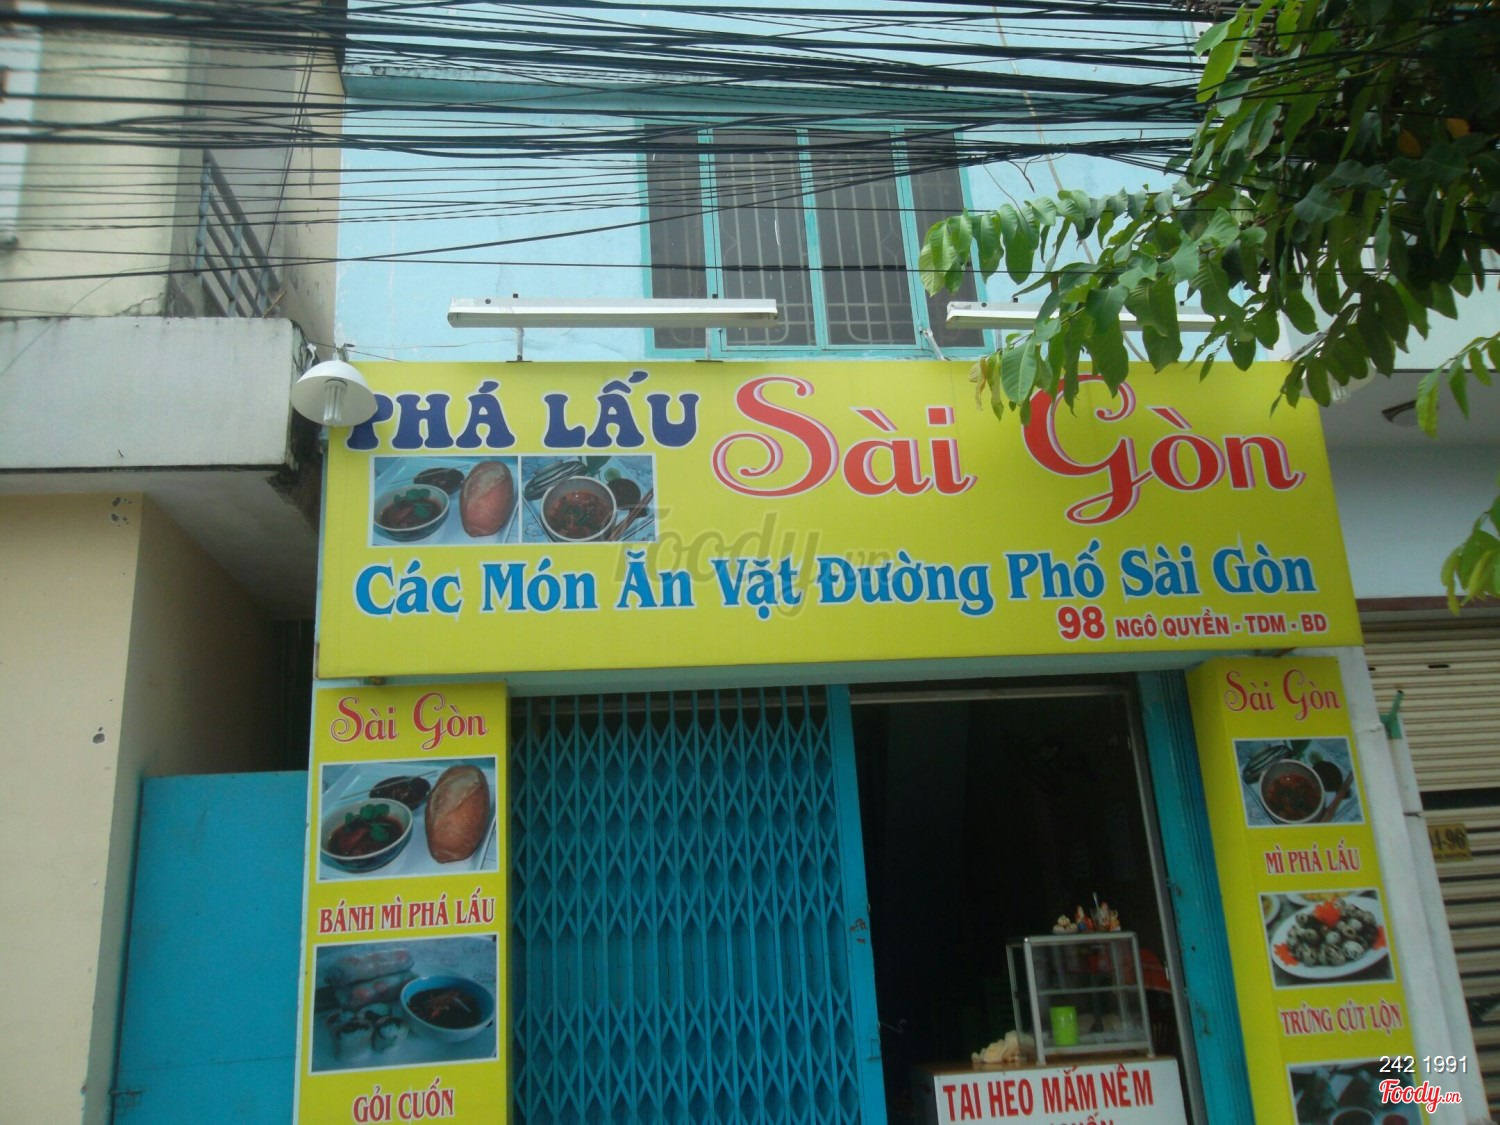 PHÁ LẤU Sài Gòn
Các Món Ăn Vặt Đường Phố Sài Gòn
98 NGÔ QUYỀN - TDM - BD
Sài Gòn
BÁNH MÌ PHÁ LẤU
GỎI CUỐN
Sài Gòn
MÌ PHÁ LẤU
TRỨNG CÚT LỘN
TAI HEO MẮM NÊM
Foody.vn
242 1991
Foody.vn